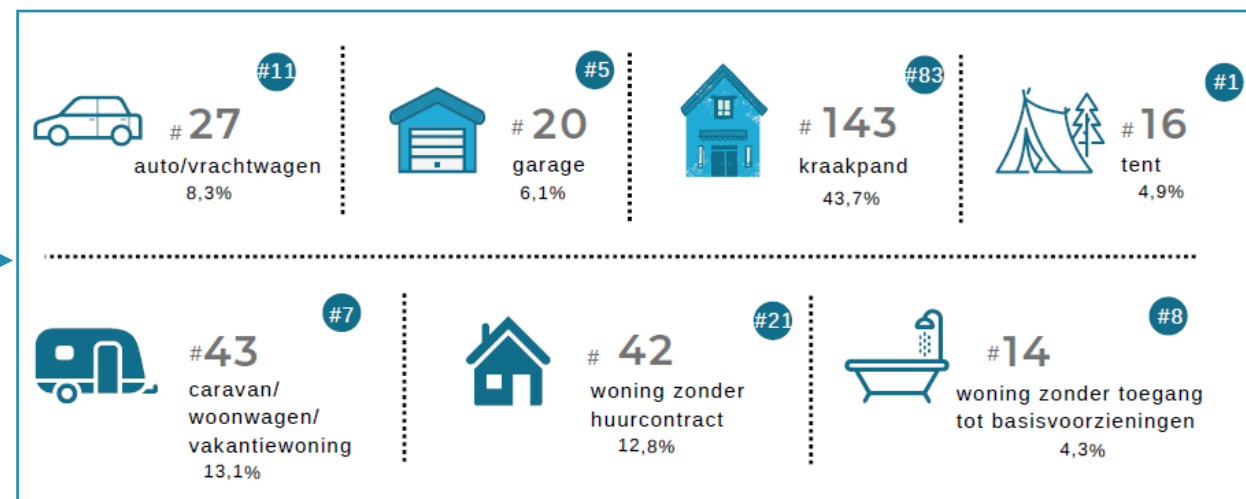 #11
# 27
auto/vrachtwagen
8,3%
#5
# 20
garage
6,1%
#83
# 143
kraakpand
43,7%
#1
# 16
tent
4,9%
#7
#43
caravan/
woonwagen/
vakantiewoning
13,1%
#21
# 42
woning zonder
huurcontract
12,8%
#8
#14
woning zonder toegang
tot basisvoorzieningen
4,3%